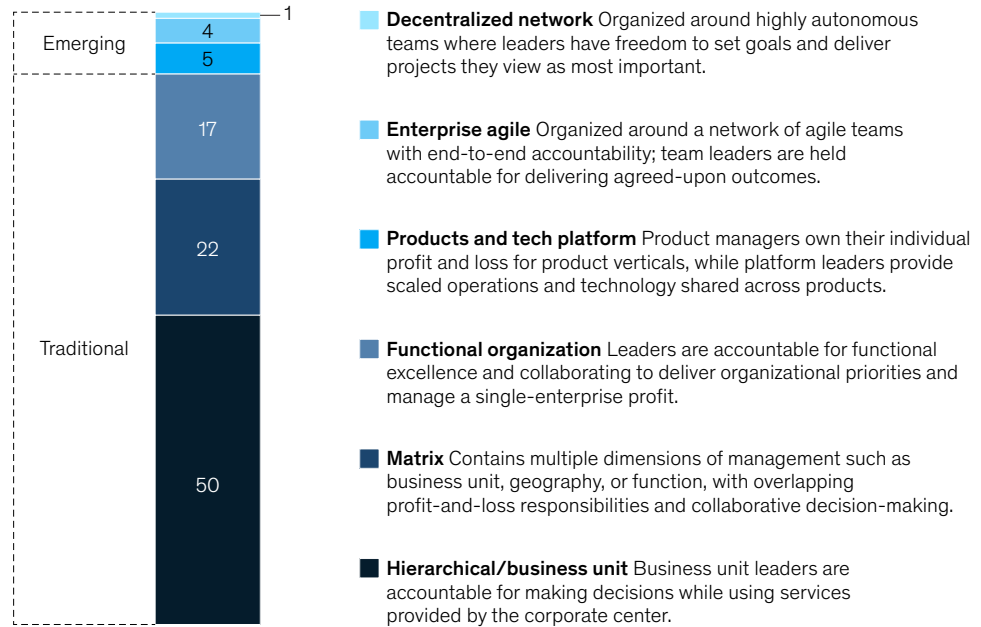 1
Emerging
4
5
17
22
Traditional
50
Decentralized network Organized around highly autonomous
teams where leaders have freedom to set goals and deliver
projects they view as most important.
Enterprise agile Organized around a network of agile teams
with end-to-end accountability; team leaders are held
accountable for delivering agreed-upon outcomes.
Products and tech platform Product managers own their individual
profit and loss for product verticals, while platform leaders provide
scaled operations and technology shared across products.
Functional organization Leaders are accountable for functional
excellence and collaborating to deliver organizational priorities and
manage a single-enterprise profit.
Matrix Contains multiple dimensions of management such as
business unit, geography, or function, with overlapping
profit-and-loss responsibilities and collaborative decision-making.
Hierarchical/business unit Business unit leaders are
accountable for making decisions while using services
provided by the corporate center.